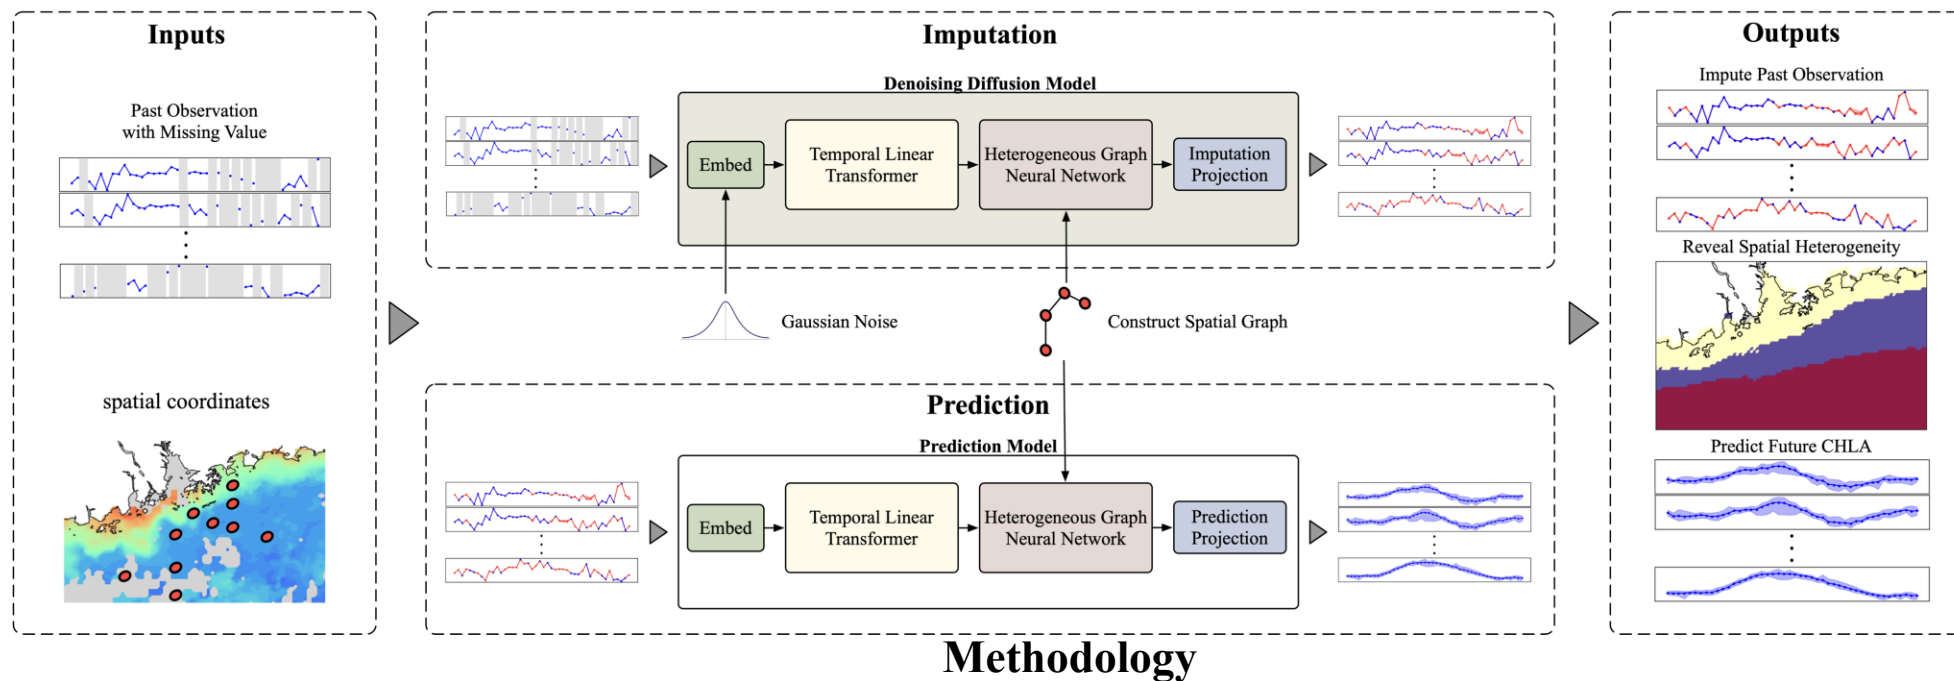 Inputs
Past Observation
with Missing Value
spatial coordinates
Imputation
Denoising Diffusion Model
Embed
Temporal Linear
Transformer
Heterogeneous Graph
Neural Network
Imputation
Projection
Gaussian Noise
Construct Spatial Graph
Prediction
Prediction Model
Embed
Temporal Linear
Transformer
Heterogeneous Graph
Neural Network
Prediction
Projection
Outputs
Impute Past Observation
Reveal Spatial Heterogeneity
Predict Future CHLA
Methodology